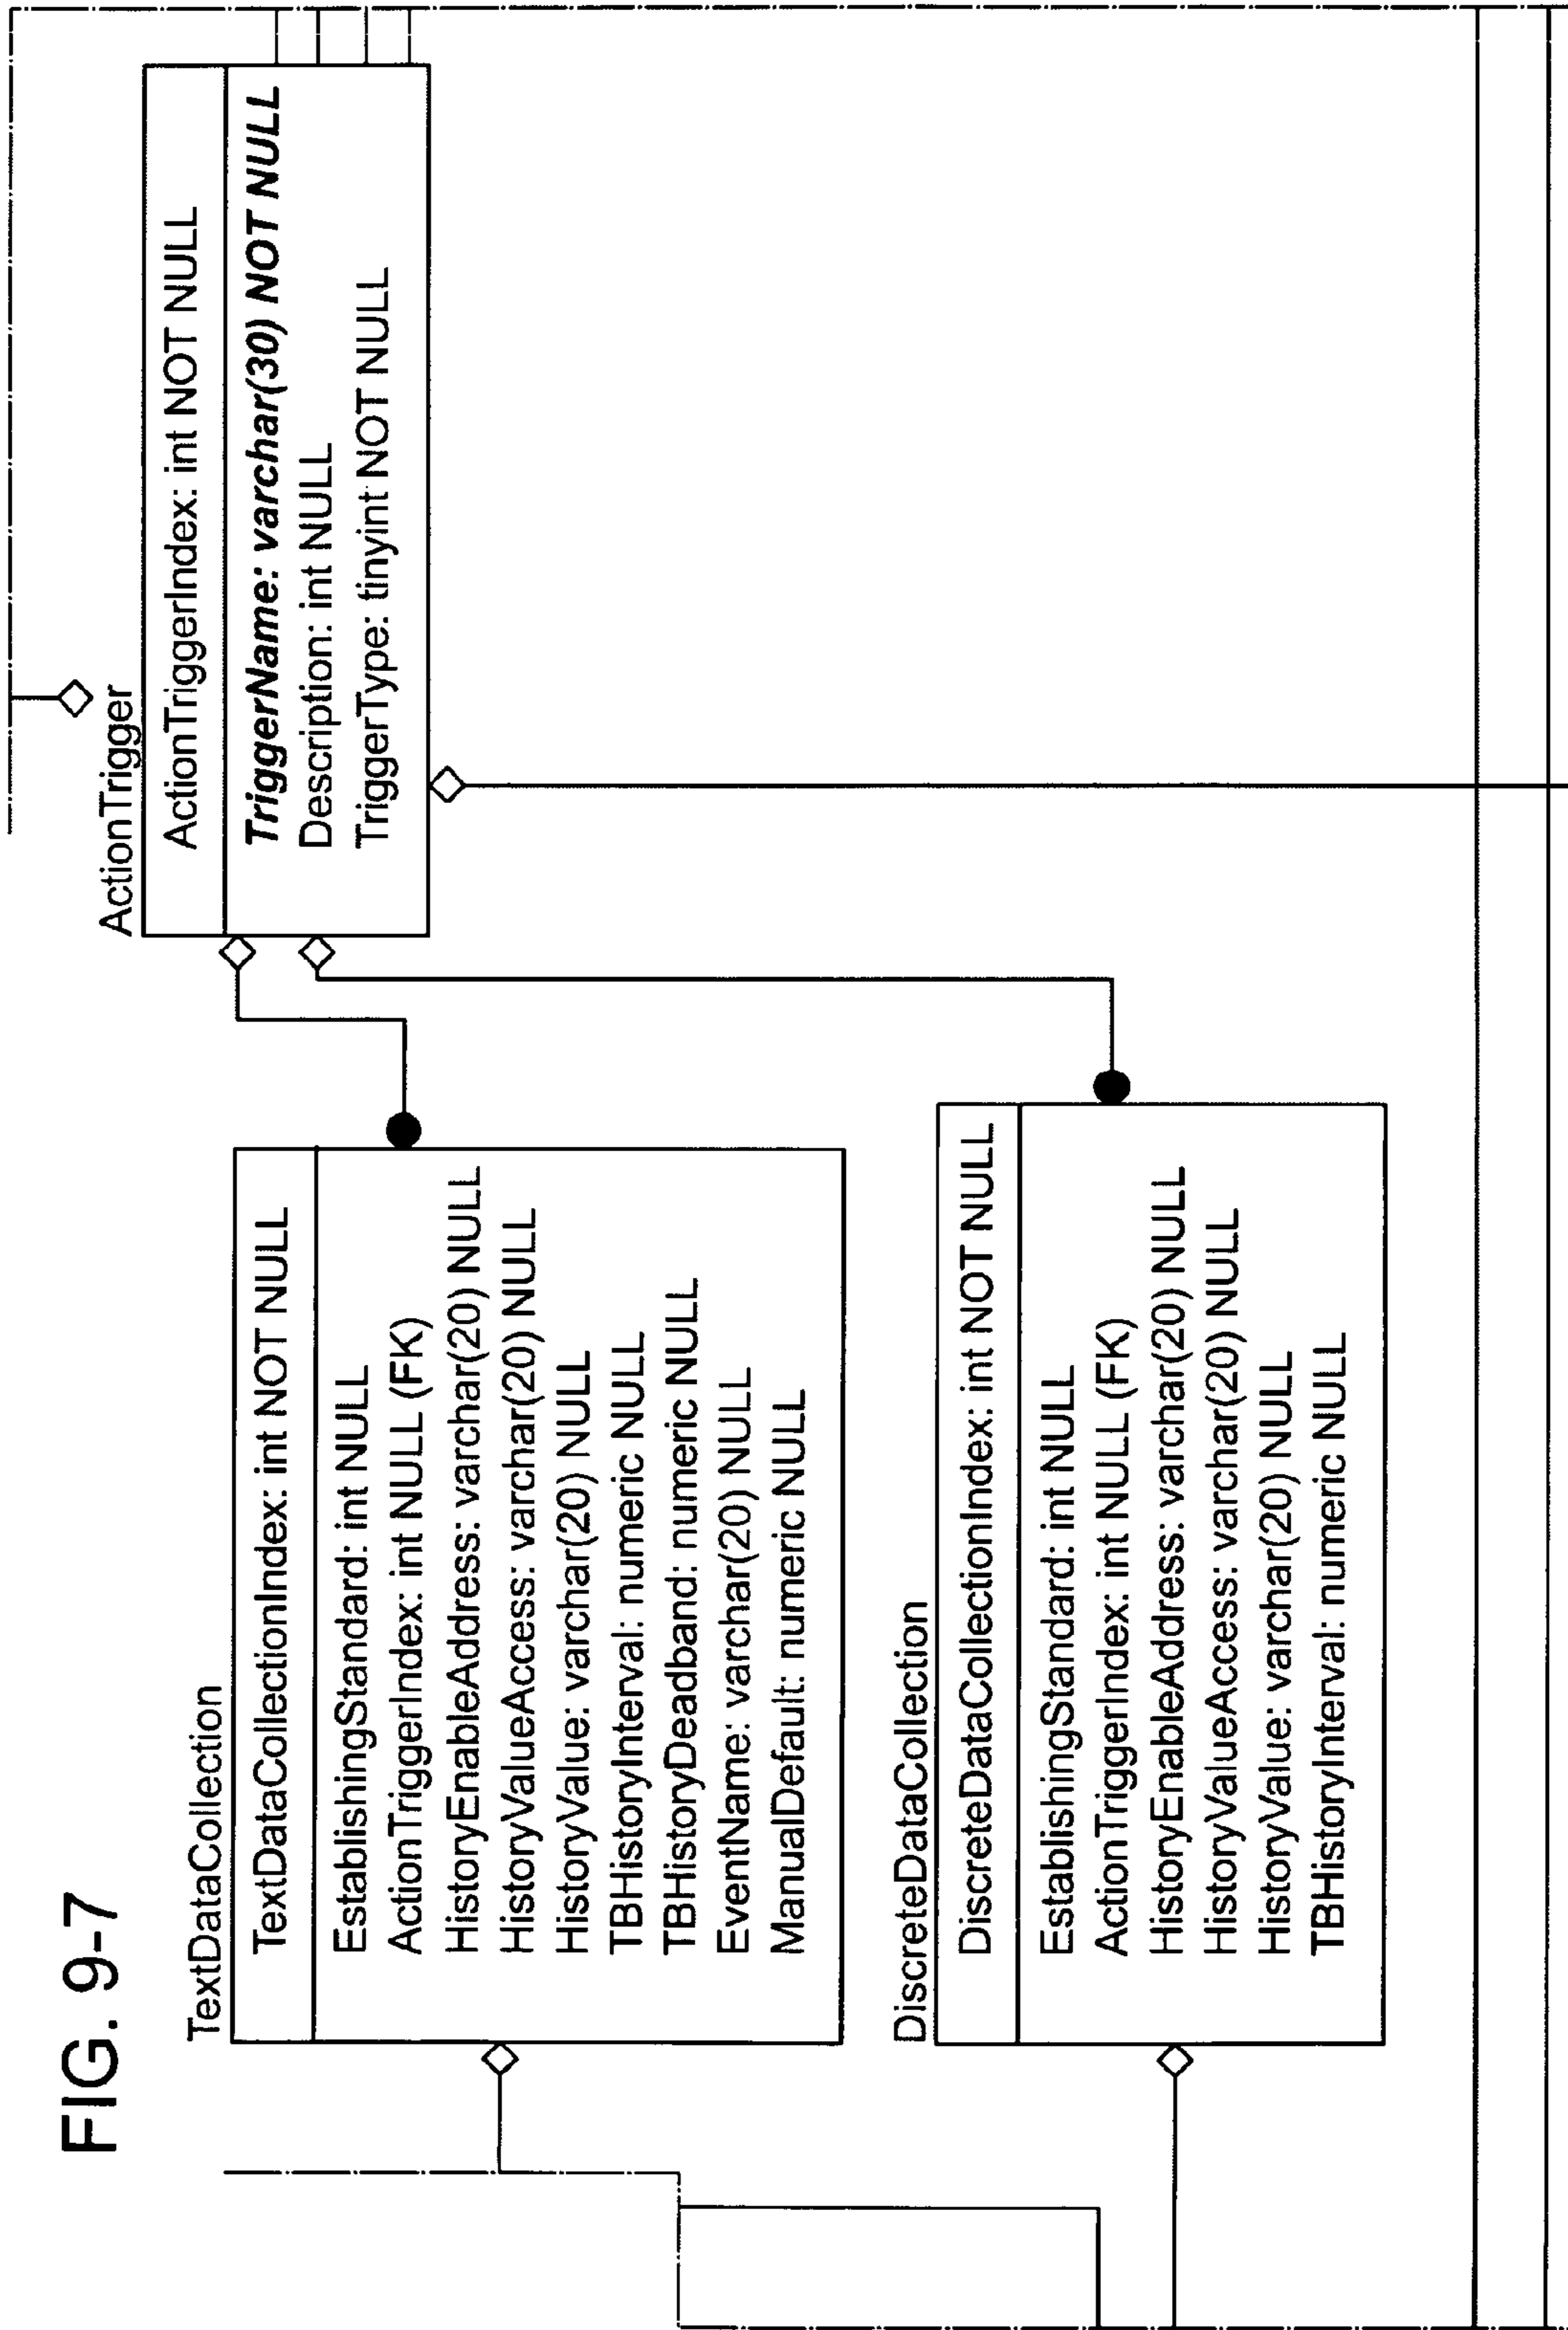 FIG. 9-7
TextDataCollection
TextDataCollectionIndex: int NOT NULL
EstablishingStandard: int NULL
ActionTriggerIndex: int NULL (FK)
HistoryEnableAddress: varchar(20) NULL
HistoryValueAccess: varchar(20) NULL
HistoryValue: varchar(20) NULL
TBHistoryInterval: numeric NULL
TBHistoryDeadband: numeric NULL
EventName: varchar(20) NULL
ManualDefault: numeric NULL
DiscreteDataCollection
DiscreteDataCollectionIndex: int NOT NULL
EstablishingStandard: int NULL
ActionTriggerIndex: int NULL (FK)
HistoryEnableAddress: varchar(20) NULL
HistoryValueAccess: varchar(20) NULL
HistoryValue: varchar(20) NULL
TBHistoryInterval: numeric NULL
ActionTrigger
ActionTriggerIndex: int NOT NULL
TriggerName: varchar(30) NOT NULL
Description: int NULL
TriggerType: tinyint NOT NULL